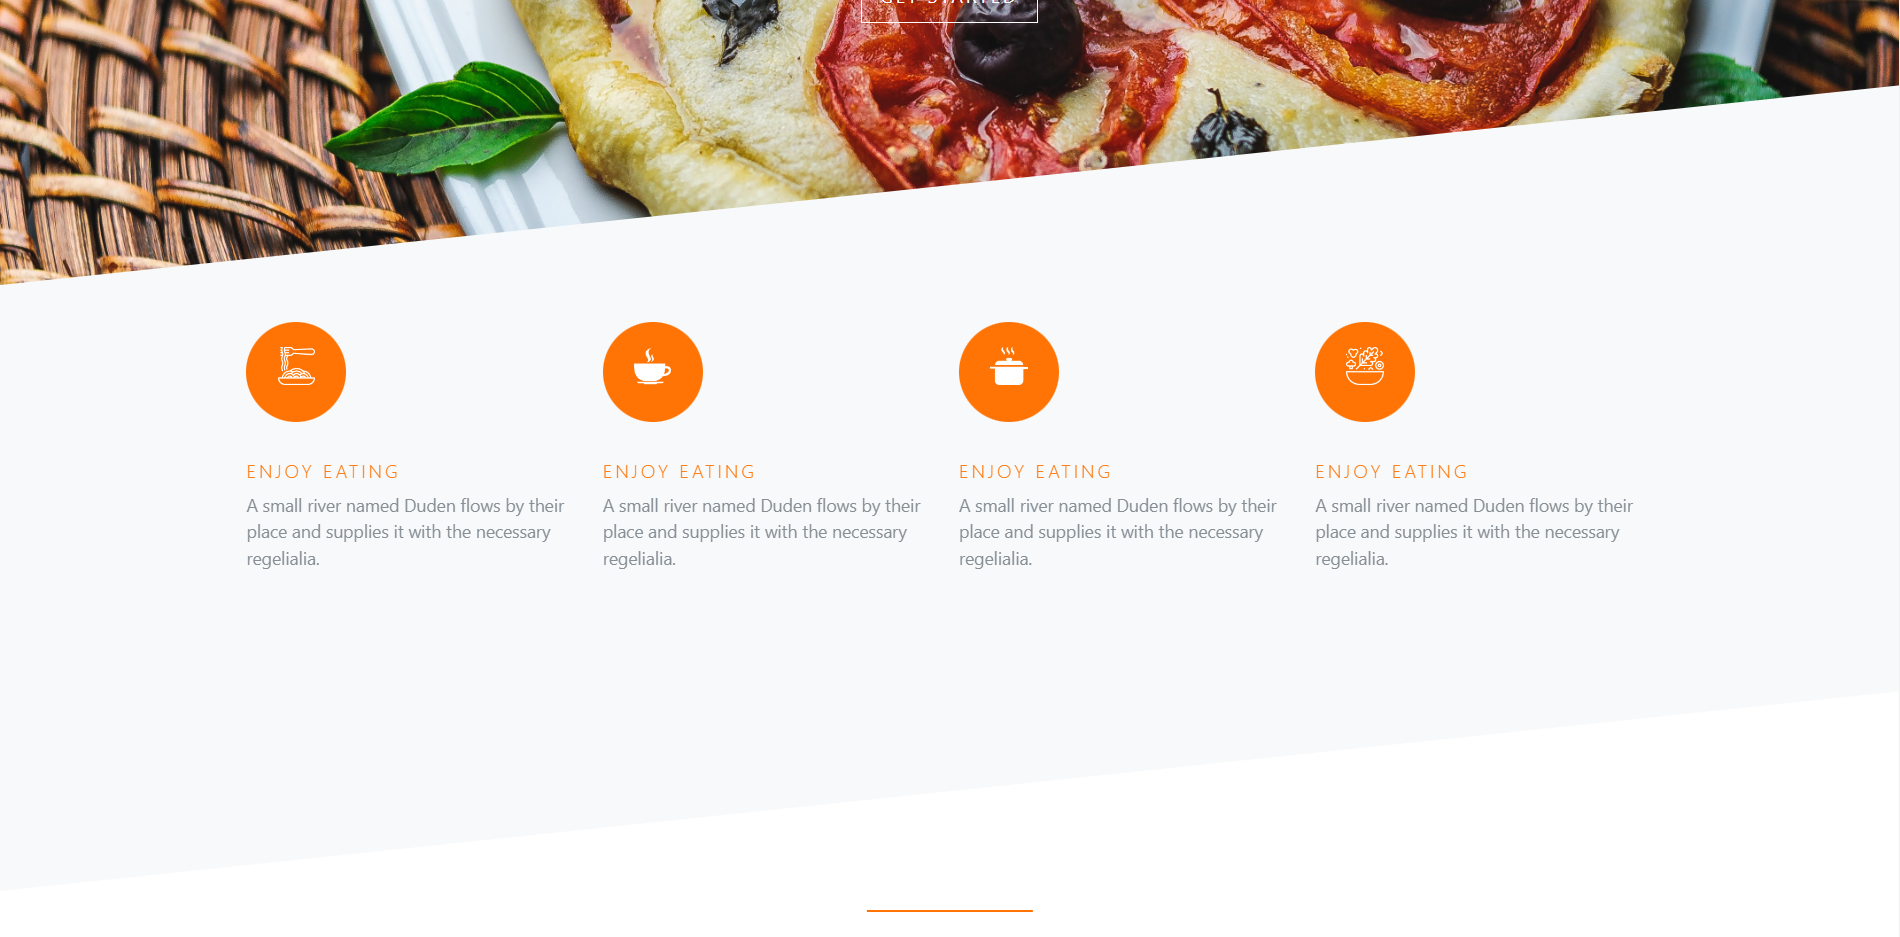 GET STARTED
ENJOY EATING
A small river named Duden flows by their
place and supplies it with the necessary
regelialia.
ENJOY EATING
A small river named Duden flows by their
place and supplies it with the necessary
regelialia.
ENJOY EATING
A small river named Duden flows by their
place and supplies it with the necessary
regelialia.
ENJOY EATING
A small river named Duden flows by their
place and supplies it with the necessary
regelialia.